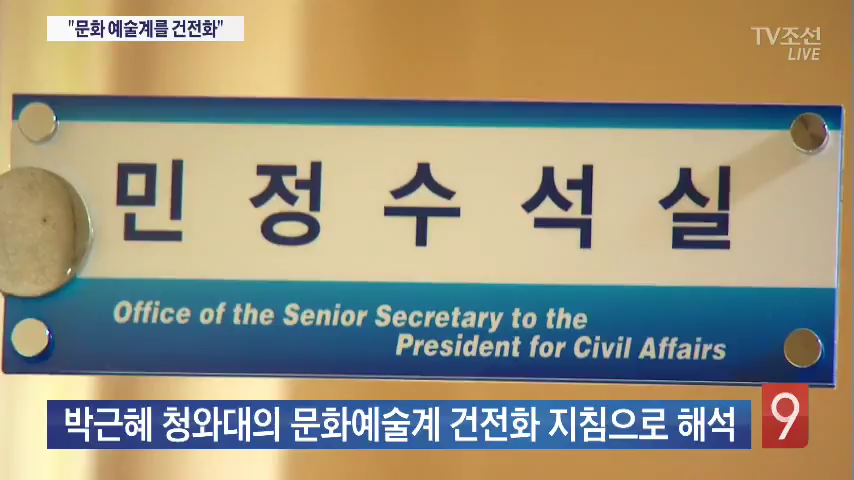 "문화 예술계를 건전화"
TV조선
LIVE
민정수석실
Office of the Senior Secretary to the
President for Civil Affairs
박근혜 청와대의 문화예술계 건전화 지침으로 해석
9